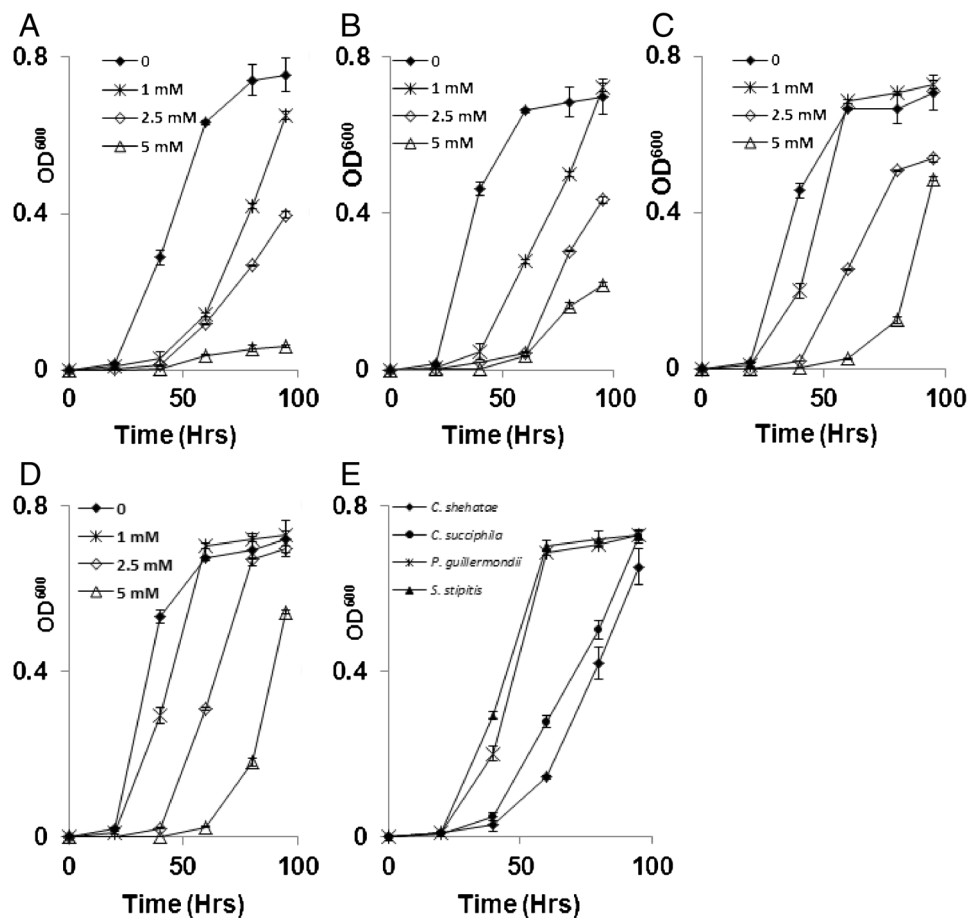 A
0.8
0.4
0
OD600
0
1 mM
2.5 mM
5 mM
0
50
100
Time (Hrs)
B
0.8
0.4
0
OD600
0
1 mM
2.5 mM
5 mM
0
50
100
Time (Hrs)
C
0.8
0.4
0
OD600
0
1 mM
2.5 mM
5 mM
0
50
100
Time (Hrs)
D
0.8
0.4
0
OD600
0
1 mM
2.5 mM
5 mM
0
50
100
Time (Hrs)
E
0.8
0.4
0
OD600
C. shehatae
C. succiphila
P. guillermondii
S. stipitis
0
50
100
Time (Hrs)